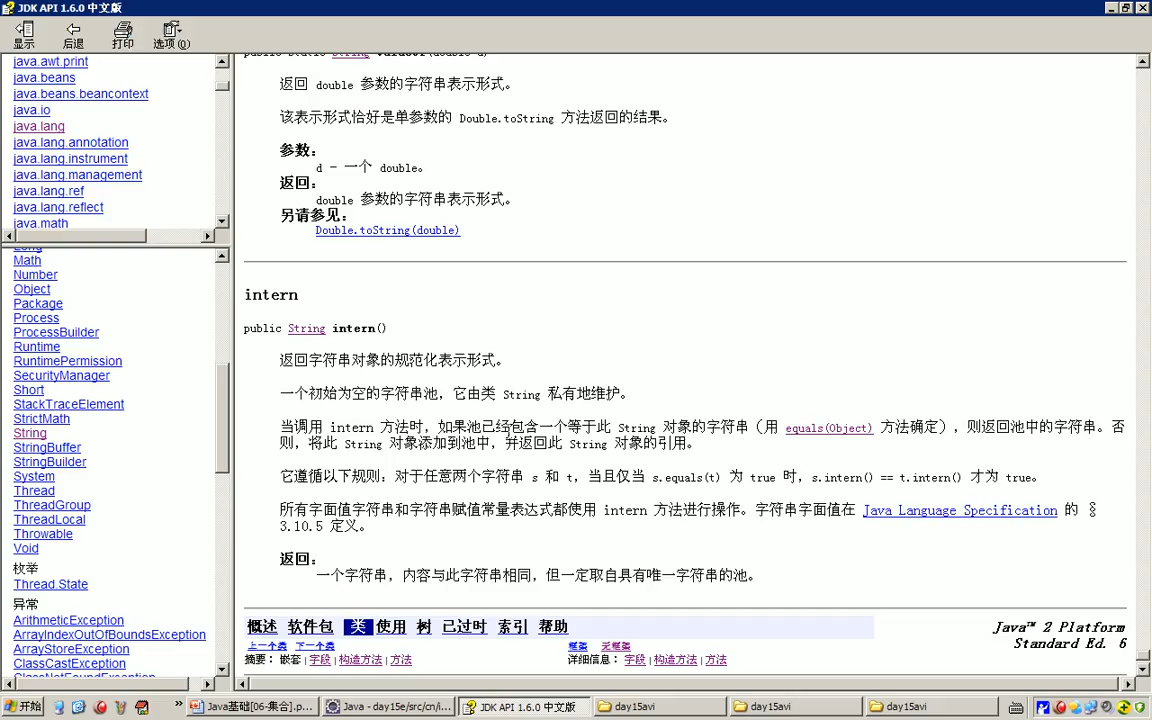 JDK API 1.6.0 中文版
显示 后退 打印 选项(O)
java.awt.print
java.beans
java.beans.beancontext
java.io
java.lang
java.lang.annotation
java.lang.instrument
java.lang.management
java.lang.ref
java.lang.reflect
java.math
Long
Math
Number
Object
Package
Process
ProcessBuilder
Runtime
RuntimePermission
SecurityManager
Short
StackTraceElement
StrictMath
String
StringBuffer
StringBuilder
System
Thread
ThreadGroup
ThreadLocal
Throwable
Void
枚举
Thread.State
异常
ArithmeticException
ArrayIndexOutOfBoundsException
ArrayStoreException
ClassCastException
ClassNotFoundException
public static String valueOf(double d)
返回 double 参数的字符串表示形式。
该表示形式恰好是单参数的 Double.toString 方法返回的结果。
参数：
d - 一个 double。
返回：
double 参数的字符串表示形式。
另请参见：
Double.toString(double)
intern
public String intern()
返回字符串对象的规范化表示形式。
一个初始为空的字符串池，它由类 String 私有地维护。
当调用 intern 方法时，如果池已经包含一个等于此 String 对象的字符串（用 equals(Object) 方法确定），则返回池中的字符串。否
则，将此 String 对象添加到池中，并返回此 String 对象的引用。
它遵循以下规则：对于任意两个字符串 s 和 t，当且仅当 s.equals(t) 为 true 时，s.intern() == t.intern() 才为 true。
所有字面值字符串和字符串赋值常量表达式都使用 intern 方法进行操作。字符串字面值在 Java Language Specification 的 §
3.10.5 定义。
返回：
一个字符串，内容与此字符串相同，但一定取自具有唯一字符串的池。
概述 软件包 类 使用 树 已过时 索引 帮助
Java™ 2 Platform
Standard Ed. 6
上一个类 下一个类 框架 无框架
摘要： 嵌套 | 字段 | 构造方法 | 方法 详细信息： 字段 | 构造方法 | 方法
开始 » Java基础[06-集合].p... Java - day15e/src/cn/i... JDK API 1.6.0 中文版 day15avi day15avi day15avi